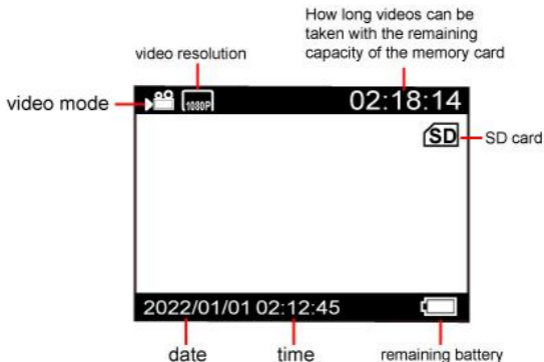 How long videos can be
taken with the remaining
capacity of the memory card
video resolution
video mode
1080P
02:18:14
SD
SD card
2022/01/01 02:12:45
date
time
remaining battery